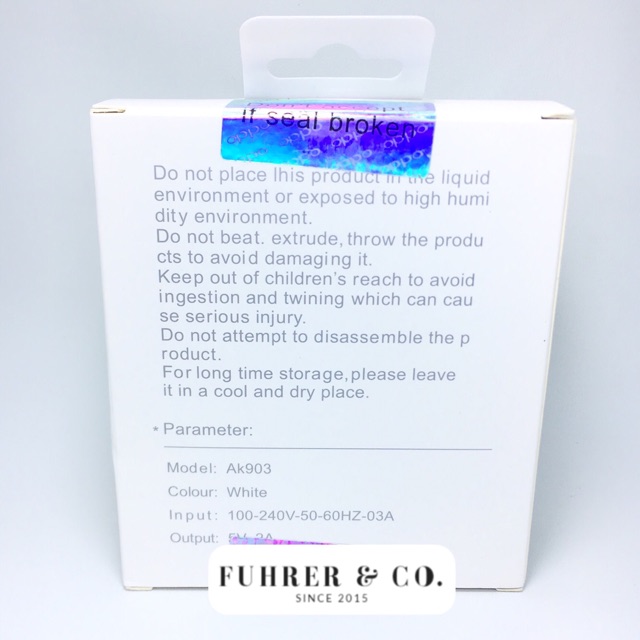 If seal broken
Do not place Ihis product in the liquid
environment or exposed to high humi
dity environment.
Do not beat. extrude,throw the produ
cts to avoid damaging it.
Keep out of children's reach to avoid
ingestion and twining which can cau
se serious injury.
Do not attempt to disassemble the p
roduct.
For long time storage,please leave
it in a cool and dry place.
* Parameter:
Model: Ak903
Colour: White
Input: 100-240V-50-60HZ-03A
Output:
FUHRER & CO.
SINCE 2015